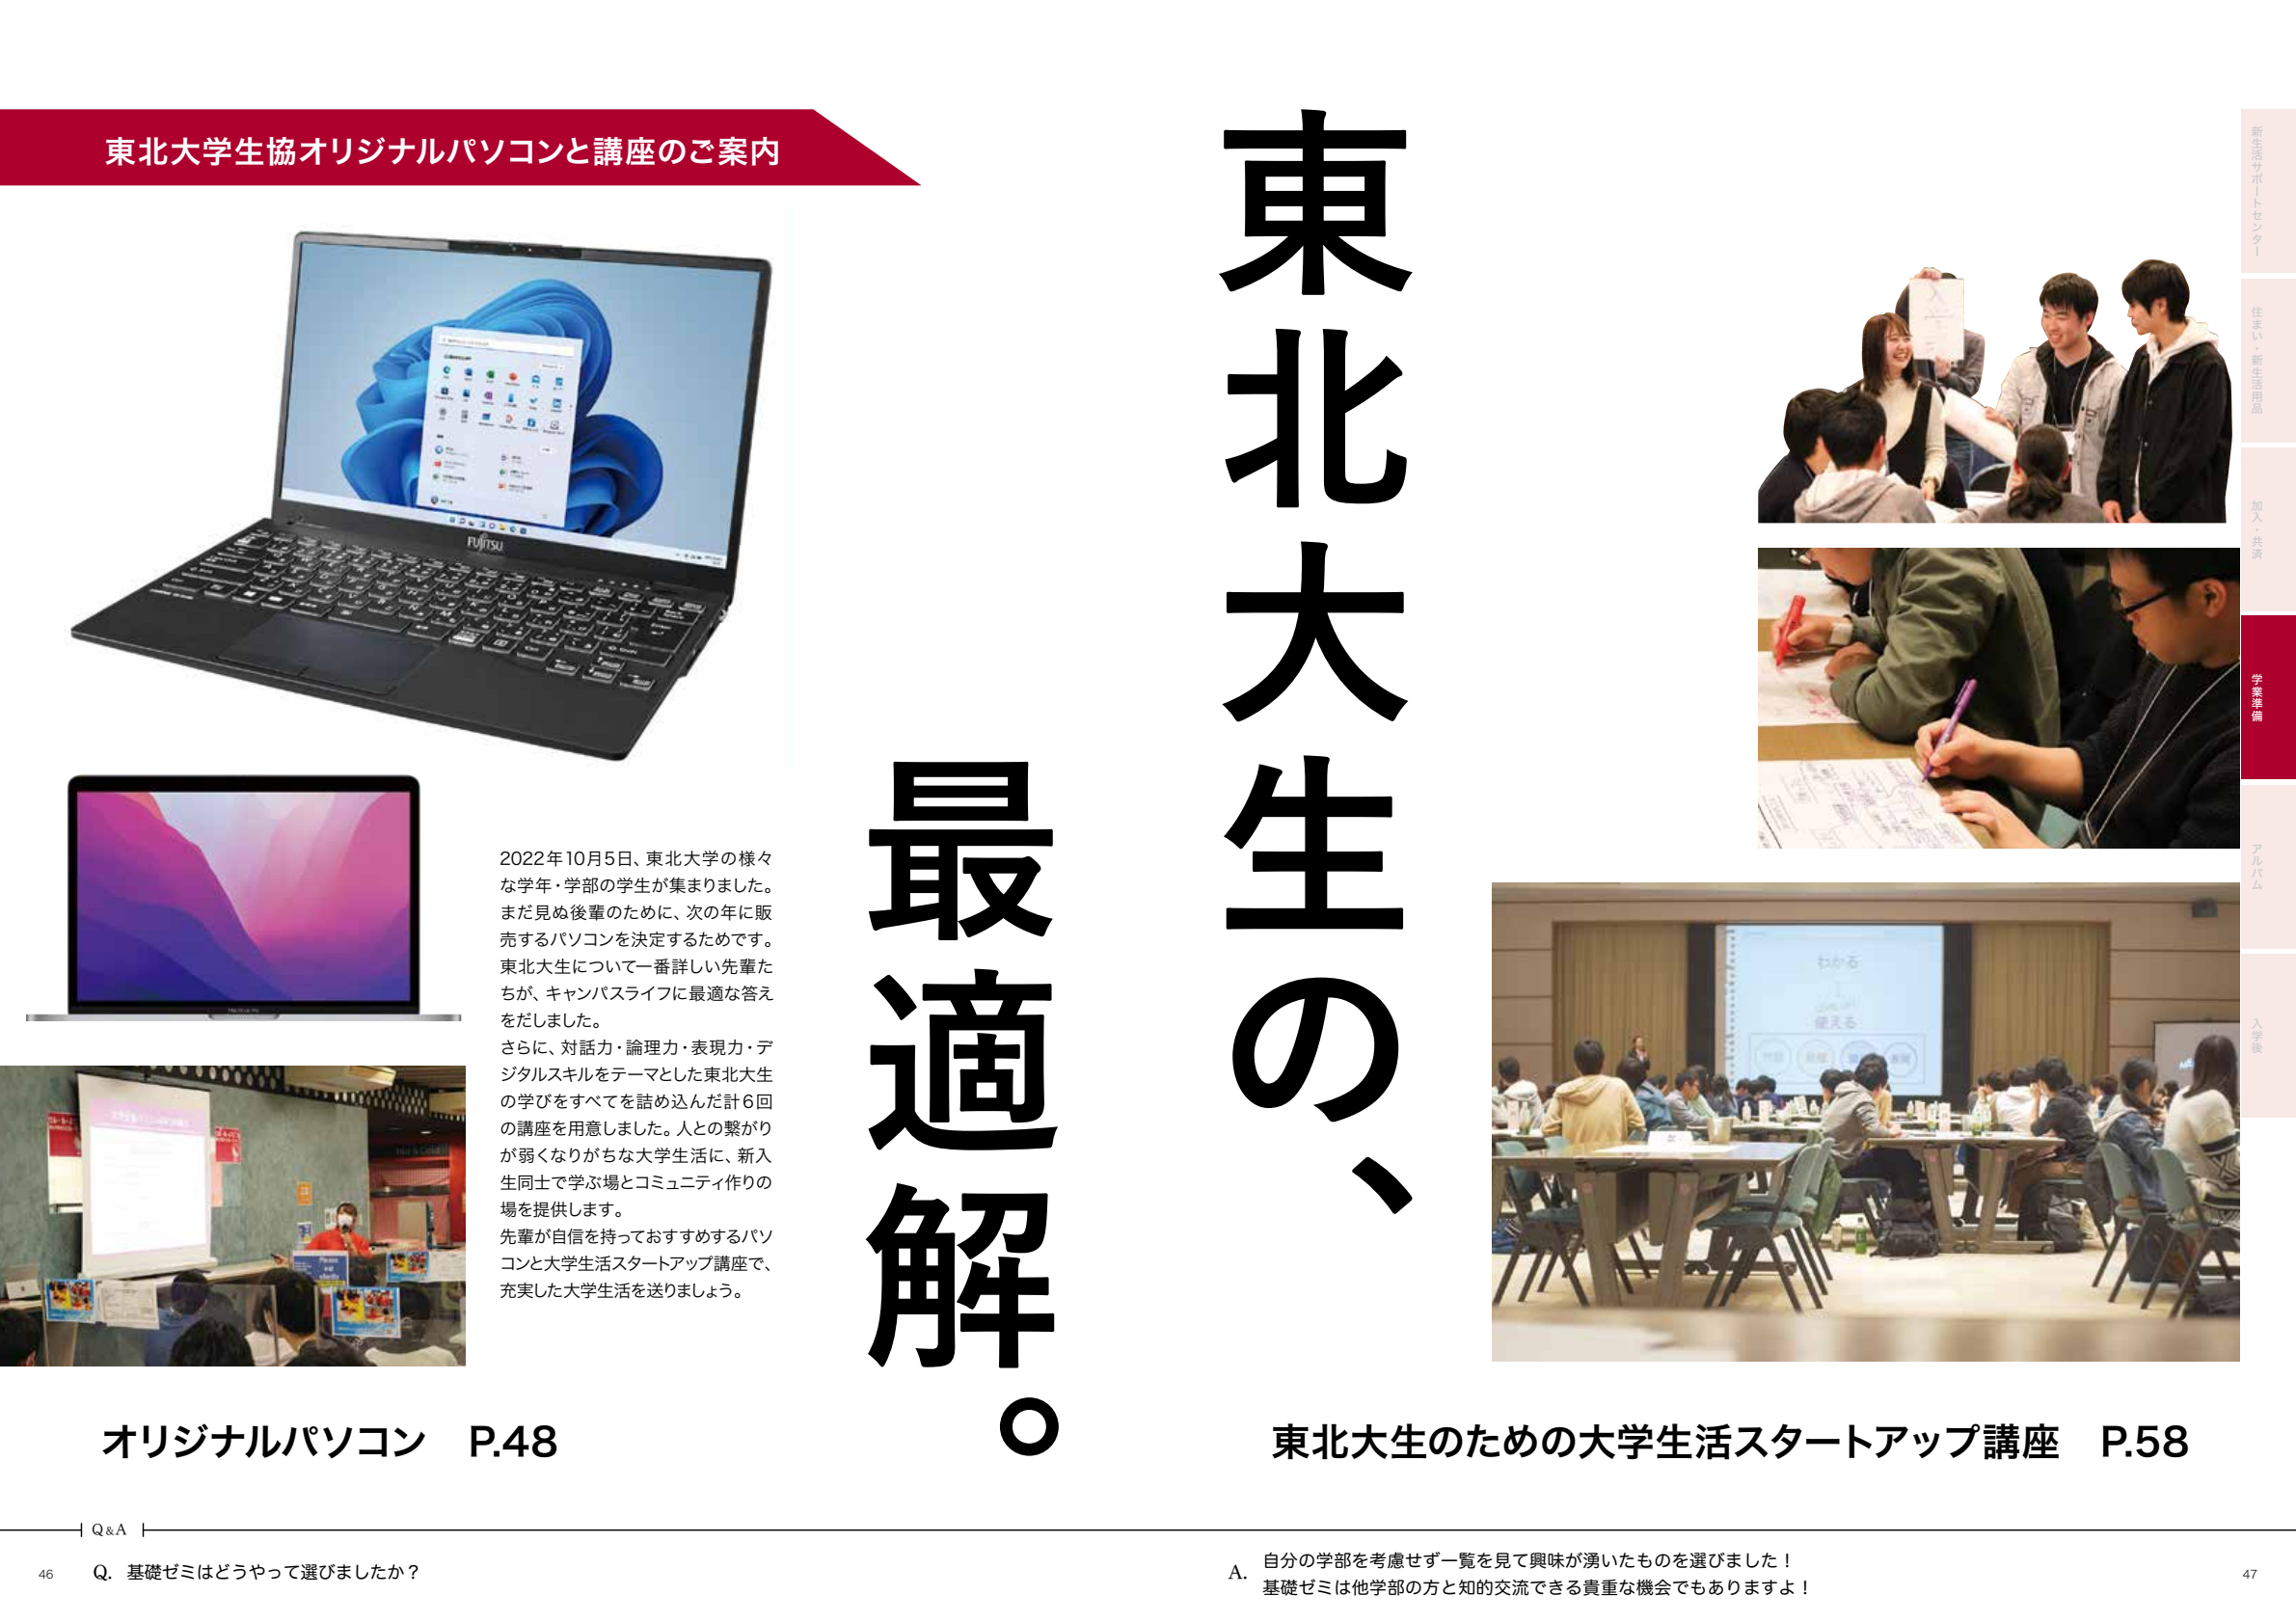 東北大学生協オリジナルパソコンと講座のご案内
東北大生の、
最適解。
FUJITSU
2022年10月5日、東北大学の様々
な学年・学部の学生が集まりました。
まだ見ぬ後輩のために、次の年に販
売するパソコンを決定するためです。
東北大生について一番詳しい先輩た
ちが、キャンパスライフに最適な答え
をだしました。
さらに、対話力・論理力・表現力・デ
ジタルスキルをテーマとした東北大生
の学びをすべてを詰め込んだ計6回
の講座を用意しました。人との繋がり
が弱くなりがちな大学生活に、新入
生同士で学ぶ場とコミュニティ作りの
場を提供します。
先輩が自信を持っておすすめするパソ
コンと大学生活スタートアップ講座で、
充実した大学生活を送りましょう。
わかる
使える
オリジナルパソコン P.48
東北大生のための大学生活スタートアップ講座 P.58
新生活サポートセンター
住まい・新生活用品
加入・共済
学業準備
アルバム
入学後
Q&A
46
Q. 基礎ゼミはどうやって選びましたか？
A. 自分の学部を考慮せず一覧を見て興味が湧いたものを選びました！
基礎ゼミは他学部の方と知的交流できる貴重な機会でもありますよ！
47